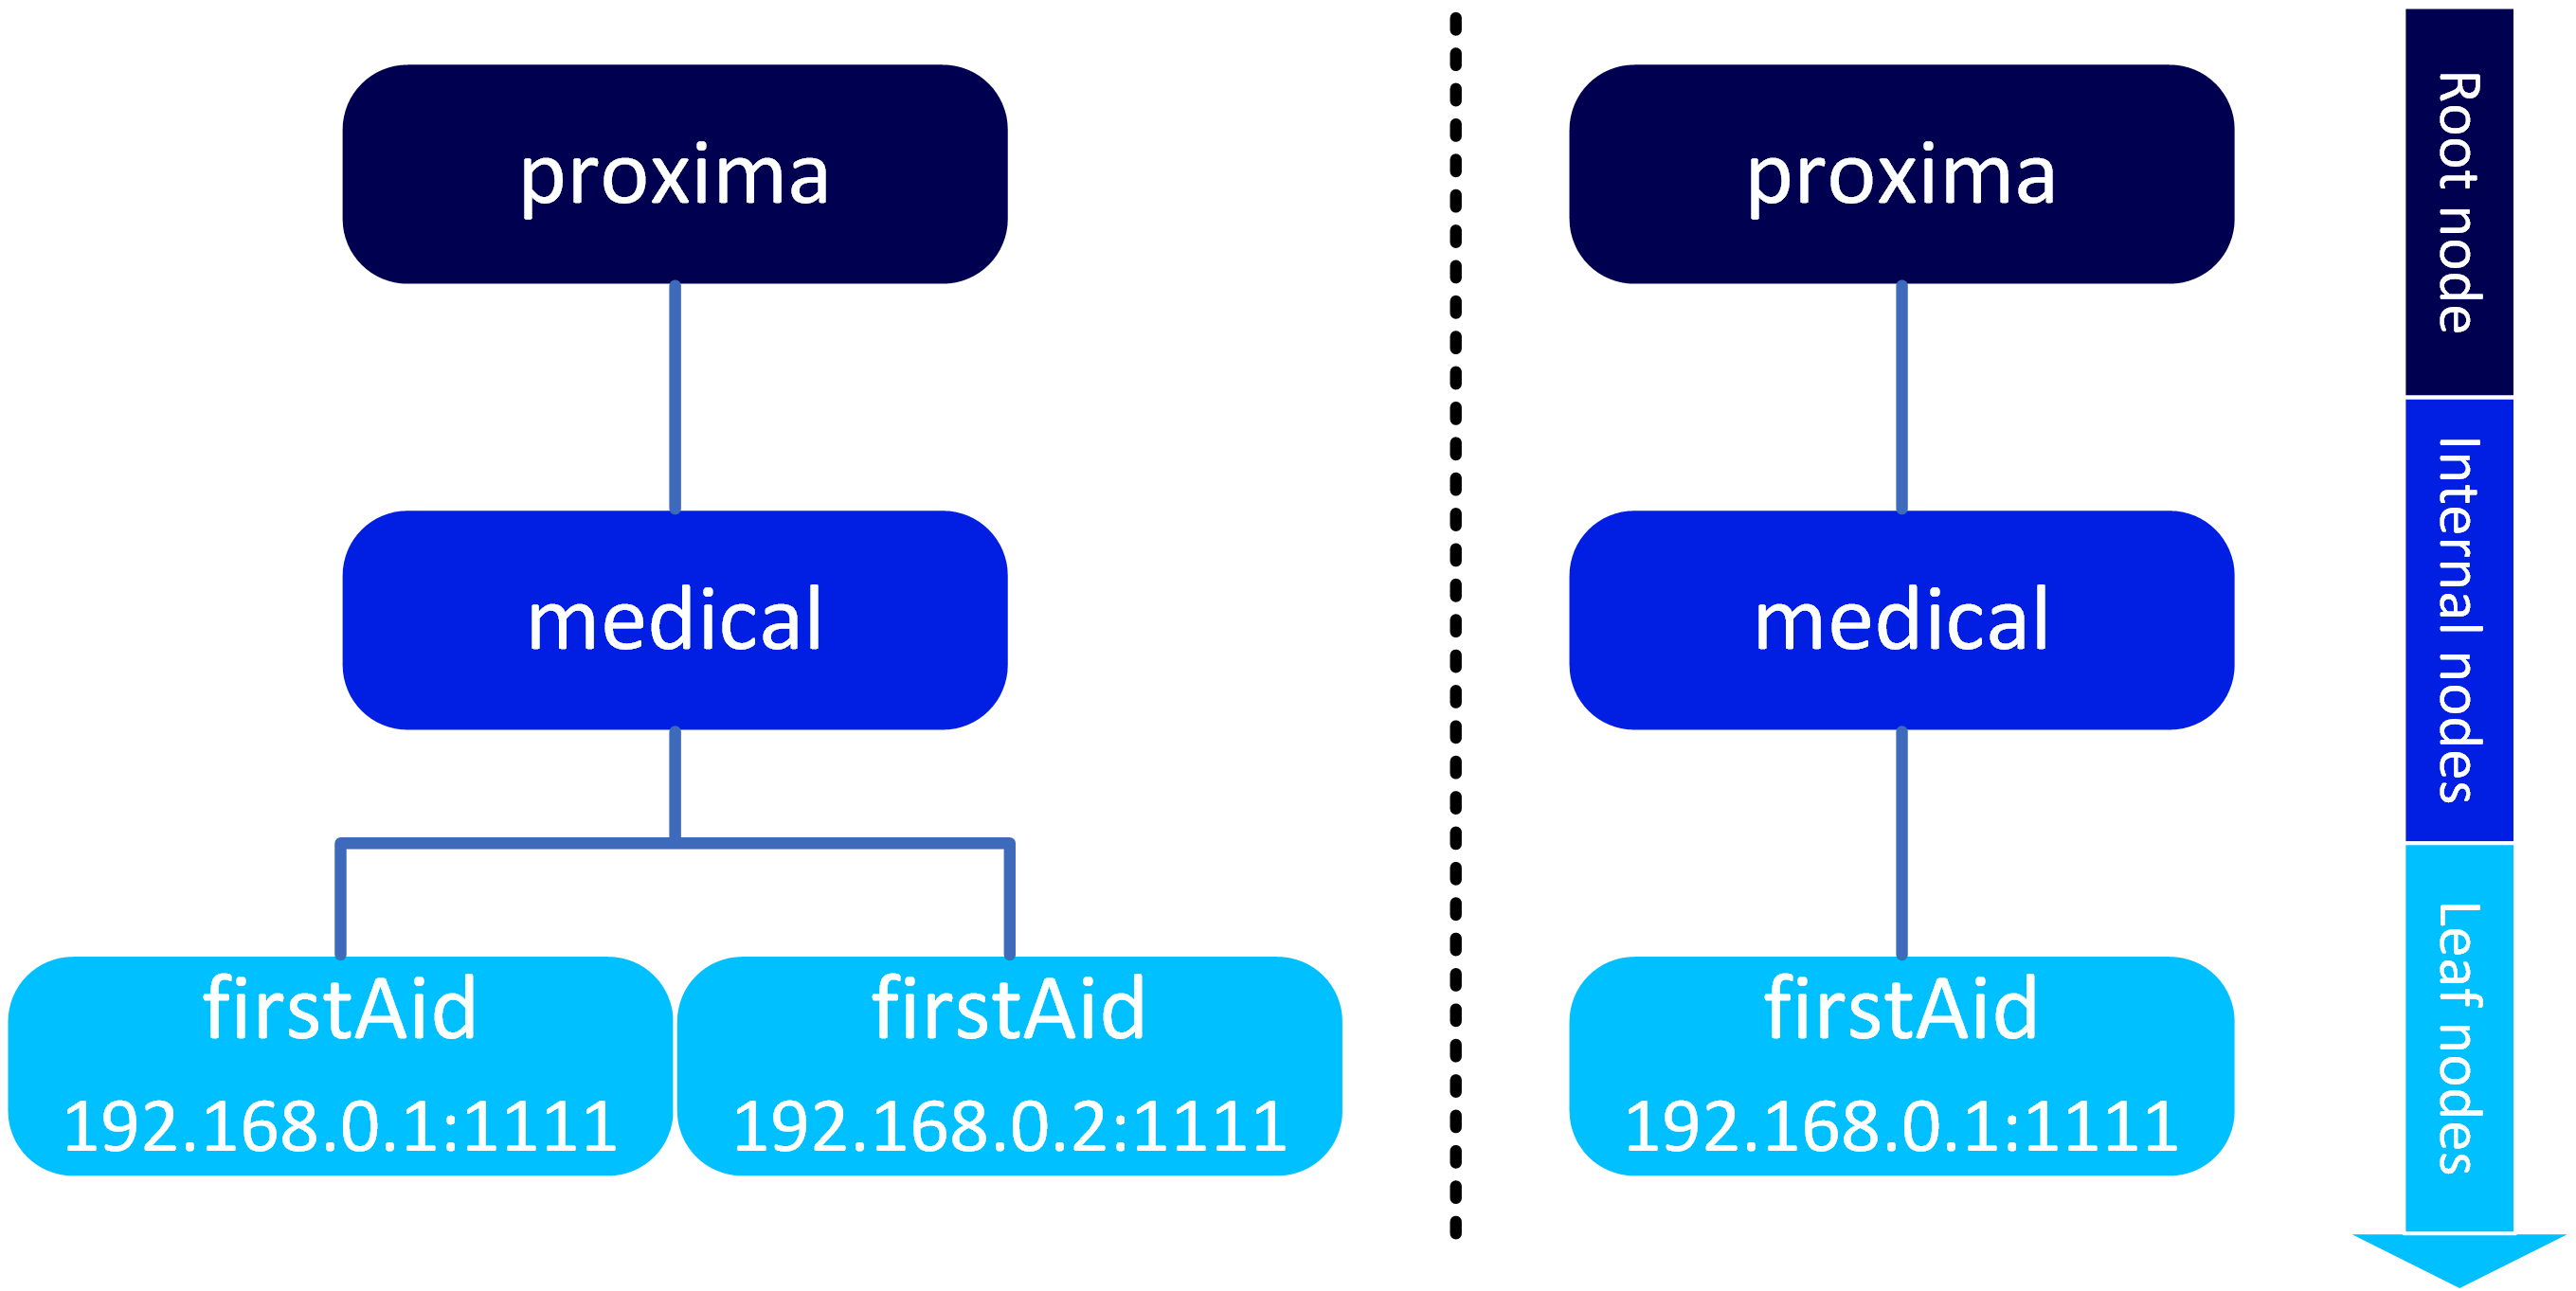 proxima
medical
firstAid
192.168.0.1:1111
firstAid
192.168.0.2:1111
proxima
medical
firstAid
192.168.0.1:1111
Root node
Internal nodes
Leaf nodes